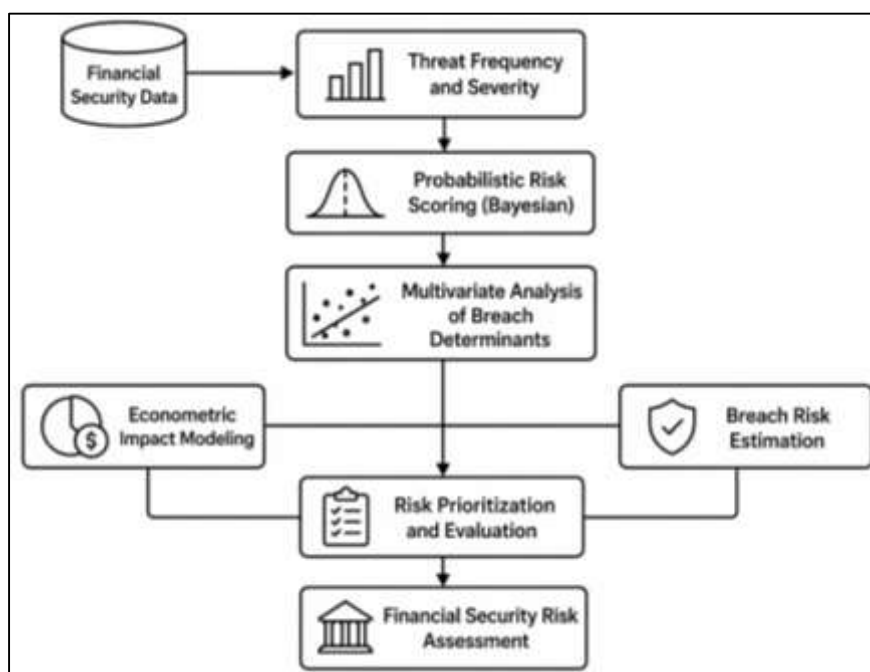 Financial
Security Data
Threat Frequency
and Severity
Probabilistic Risk
Scoring (Bayesian)
Multivariate Analysis
of Breach
Determinants
Econometric
Impact Modeling
$
Breach Risk
Estimation
Risk Prioritization
and Evaluation
Financial Security Risk
Assessment